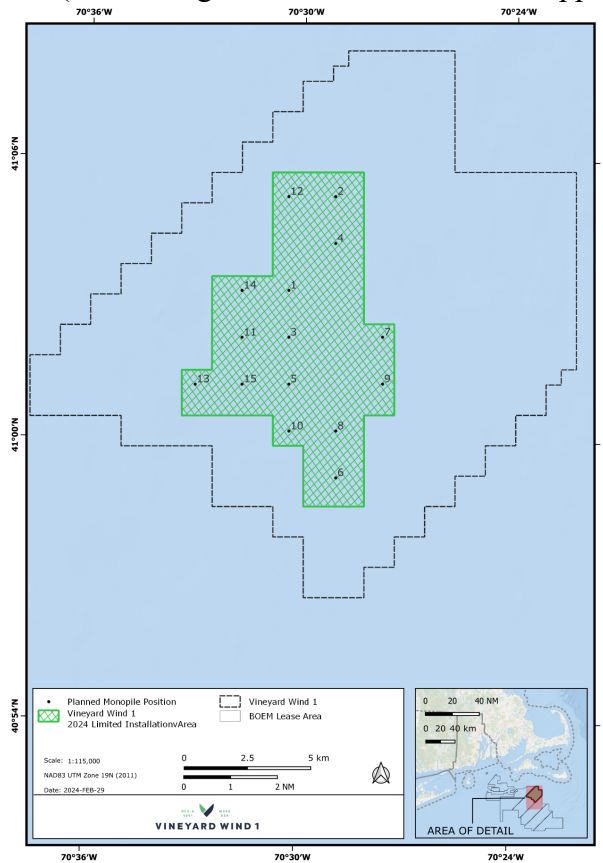 70°36'W 70°30'W 70°24'W
41°06'N
12 2
4
14 1
11 3 7
13 15 5 9
41°00'N
10 8
6
40°54'N
Planned Monopile Position
Vineyard Wind 1
2024 Limited InstallationvArea
Vineyard Wind 1
BOEM Lease Area
Scale: 1:115,000
NAD83 UTM Zone 19N (2011)
Date: 2024-FEB-29
0 2.5 5 km
0 1 2 NM
VINEYARD WIND 1
0 20 40 NM
0 20 40 km
AREA OF DETAIL
70°36'W 70°30'W 70°24'W